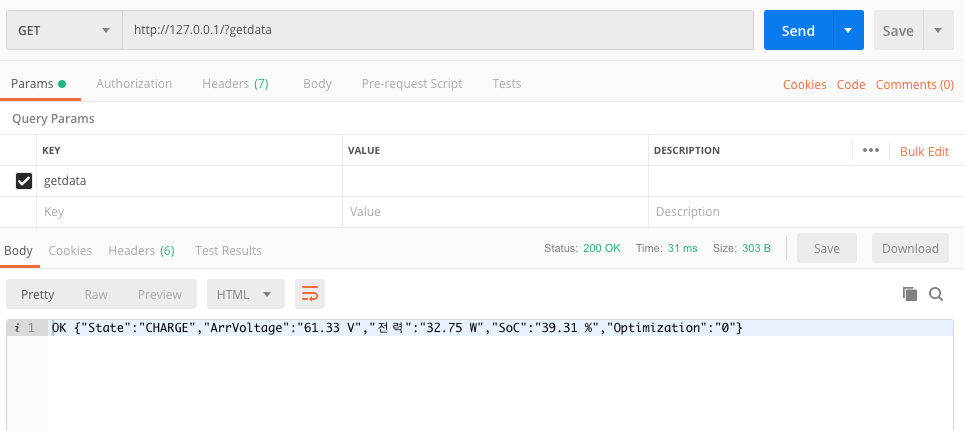 GET http://127.0.0.1/?getdata Send Save
Params Authorization Headers (7) Body Pre-request Script Tests Cookies Code Comments (0)
Query Params
KEY VALUE DESCRIPTION ••• Bulk Edit
getdata
Key Value Description
Body Cookies Headers (6) Test Results Status: 200 OK Time: 31 ms Size: 303 B Save Download
Pretty Raw Preview HTML
i 1 OK {"State":"CHARGE","ArrVoltage":"61.33 V","전력":"32.75 W","SoC":"39.31 %","Optimization":"0"}